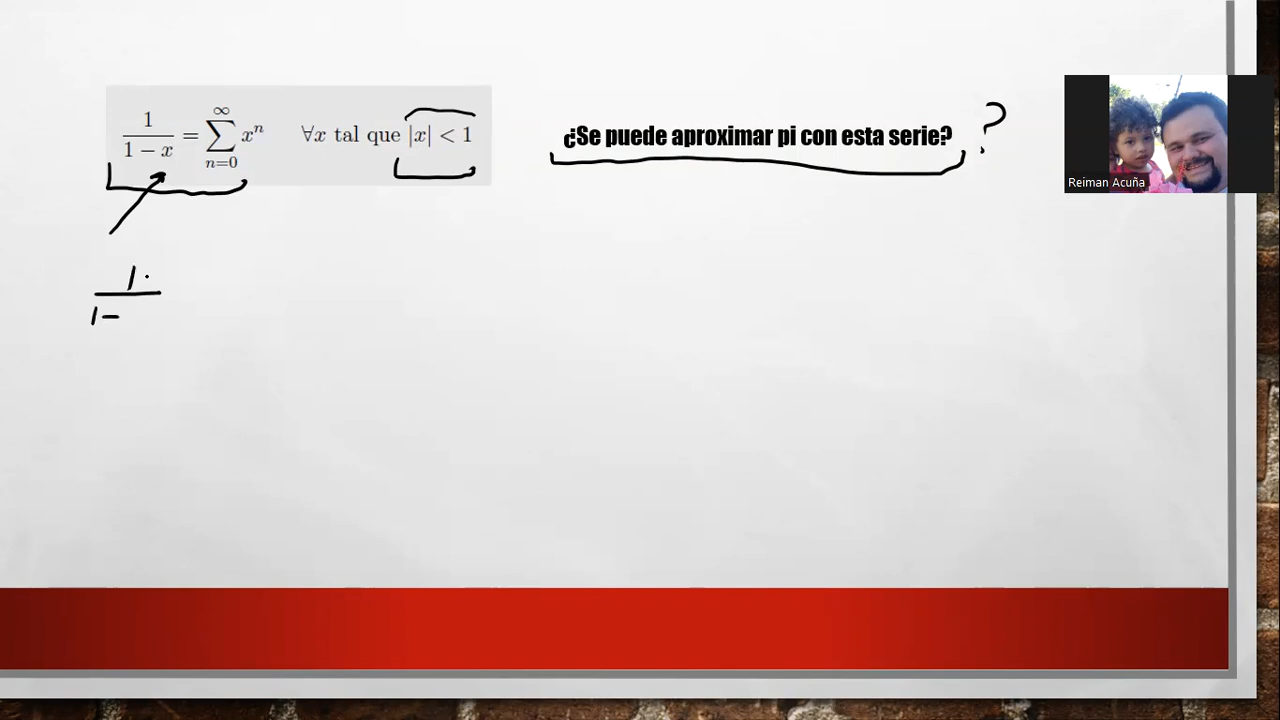 1/(1 − x) = ∑_{n=0}^{∞} x^n ∀x tal que |x| < 1
¿Se puede aproximar pi con esta serie?
?
Reiman Acuña
1
1-